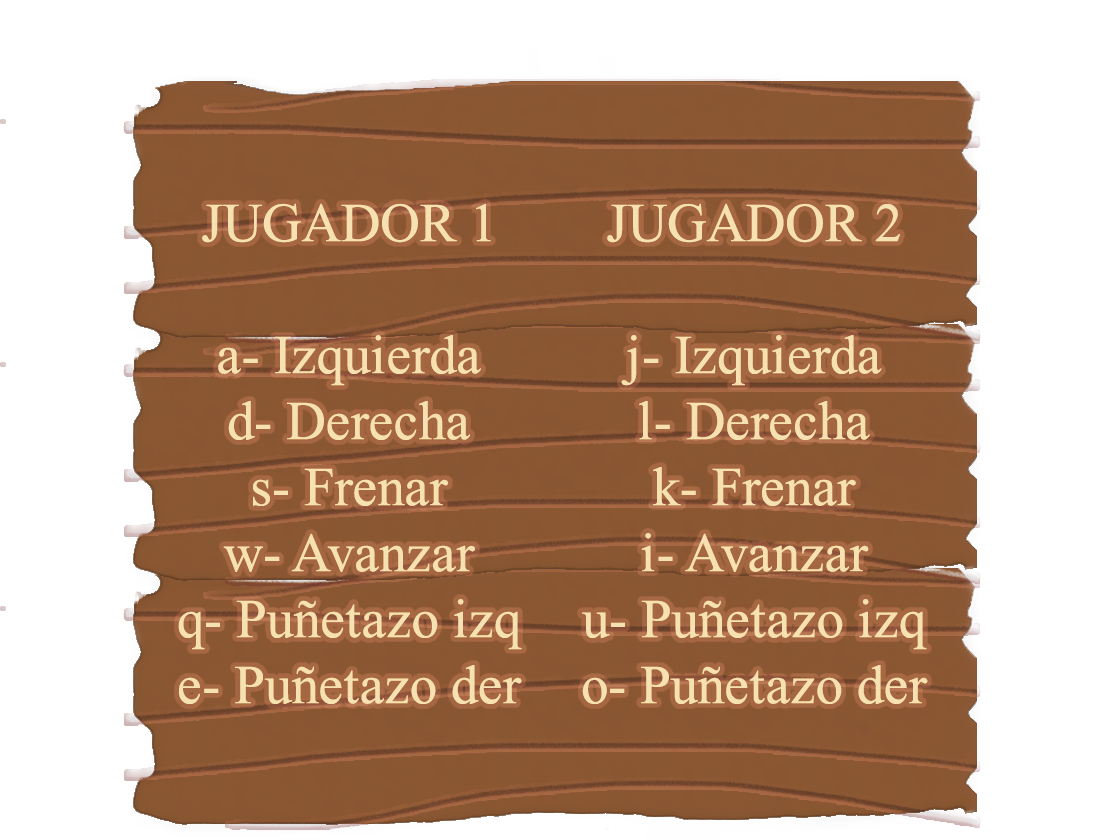 JUGADOR 1 JUGADOR 2
a- Izquierda j- Izquierda
d- Derecha l- Derecha
s- Frenar k- Frenar
w- Avanzar i- Avanzar
q- Puñetazo izq u- Puñetazo izq
e- Puñetazo der o- Puñetazo der